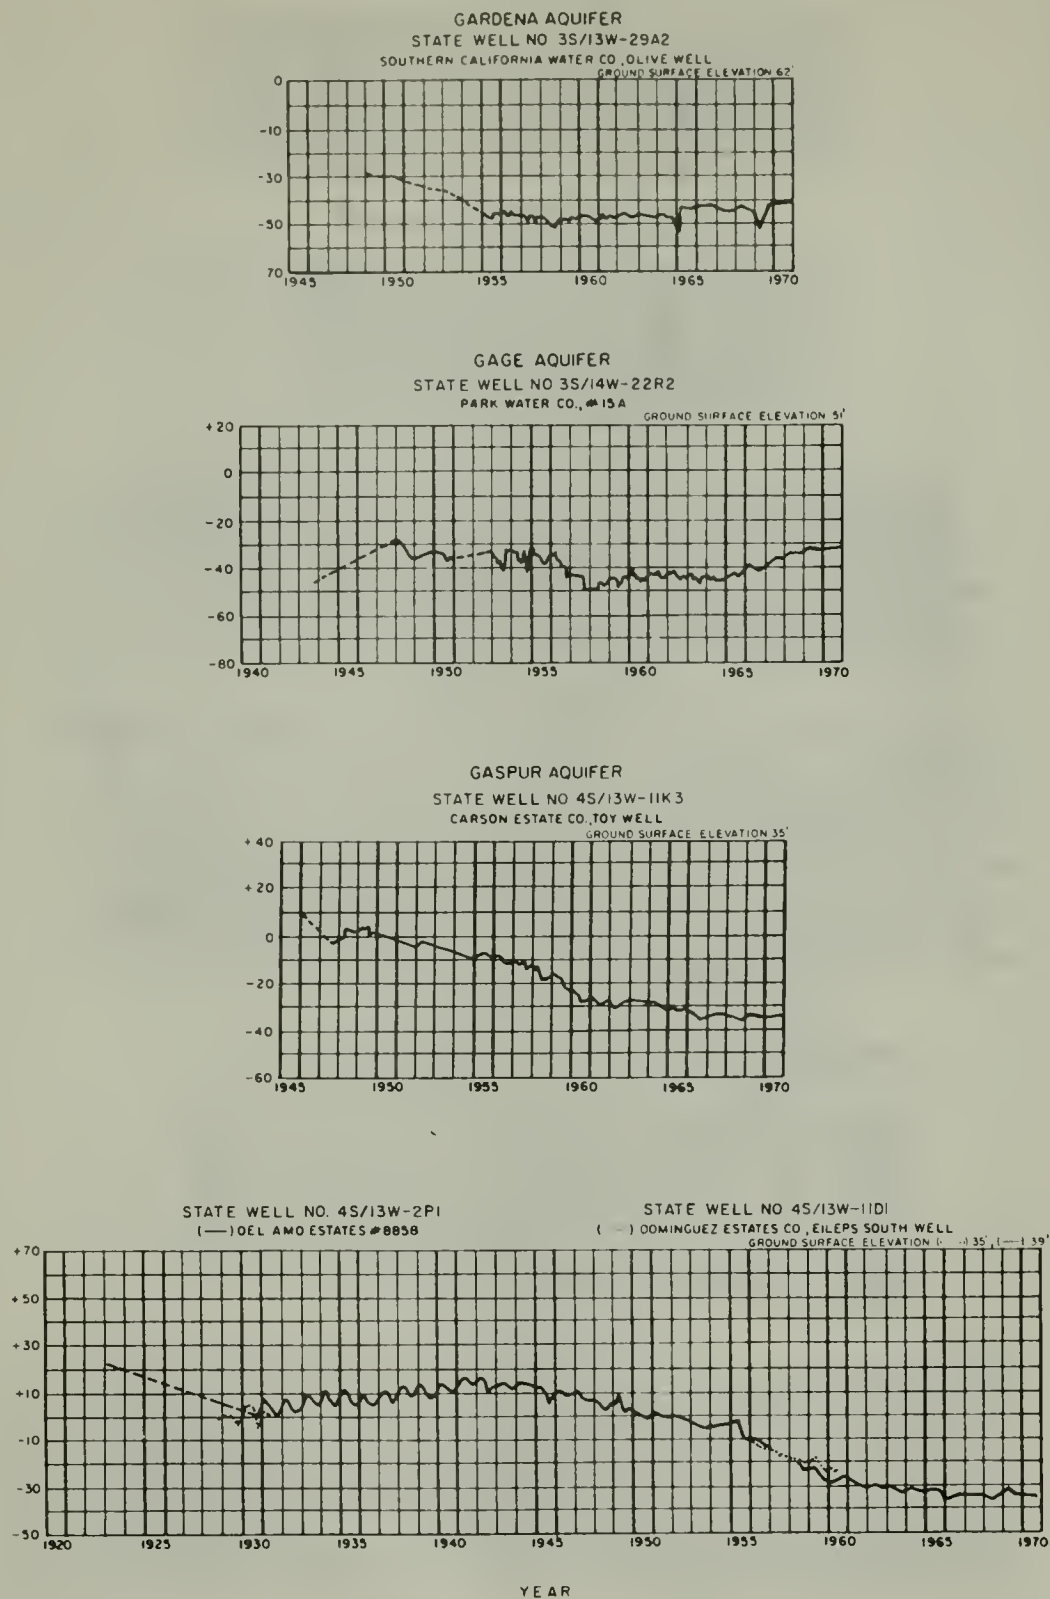 GARDENA AQUIFER
STATE WELL NO 3S/13W-29A2
SOUTHERN CALIFORNIA WATER CO., OLIVE WELL
GROUND SURFACE ELEVATION 62'
0
-10
-30
-50
70
1945 1950 1955 1960 1965 1970
GAGE AQUIFER
STATE WELL NO 3S/14W-22R2
PARK WATER CO., #15A
GROUND SURFACE ELEVATION 51'
+20
0
-20
-40
-60
-80
1940 1945 1950 1955 1960 1965 1970
GASPUR AQUIFER
STATE WELL NO 4S/13W-11K3
CARSON ESTATE CO., TOY WELL
GROUND SURFACE ELEVATION 35'
+40
+20
0
-20
-40
-60
1945 1950 1955 1960 1965 1970
STATE WELL NO. 4S/13W-2P1
(—) DEL AMO ESTATES #8858
STATE WELL NO 4S/13W-11D1
( ) DOMINGUEZ ESTATES CO., EILEPS SOUTH WELL
GROUND SURFACE ELEVATION ( ) 35', (—) 39'
+70
+50
+30
+10
-10
-30
-50
1920 1925 1930 1935 1940 1945 1950 1955 1960 1965 1970
YEAR